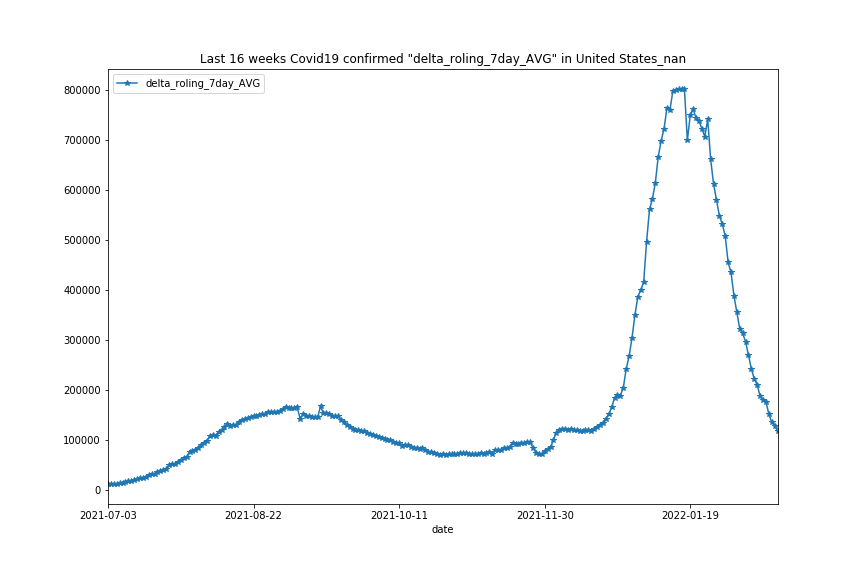 Last 16 weeks Covid19 confirmed "delta_roling_7day_AVG" in United States_nan
delta_roling_7day_AVG
800000
700000
600000
500000
400000
300000
200000
100000
0
2021-07-03 2021-08-22 2021-10-11 2021-11-30 2022-01-19
date